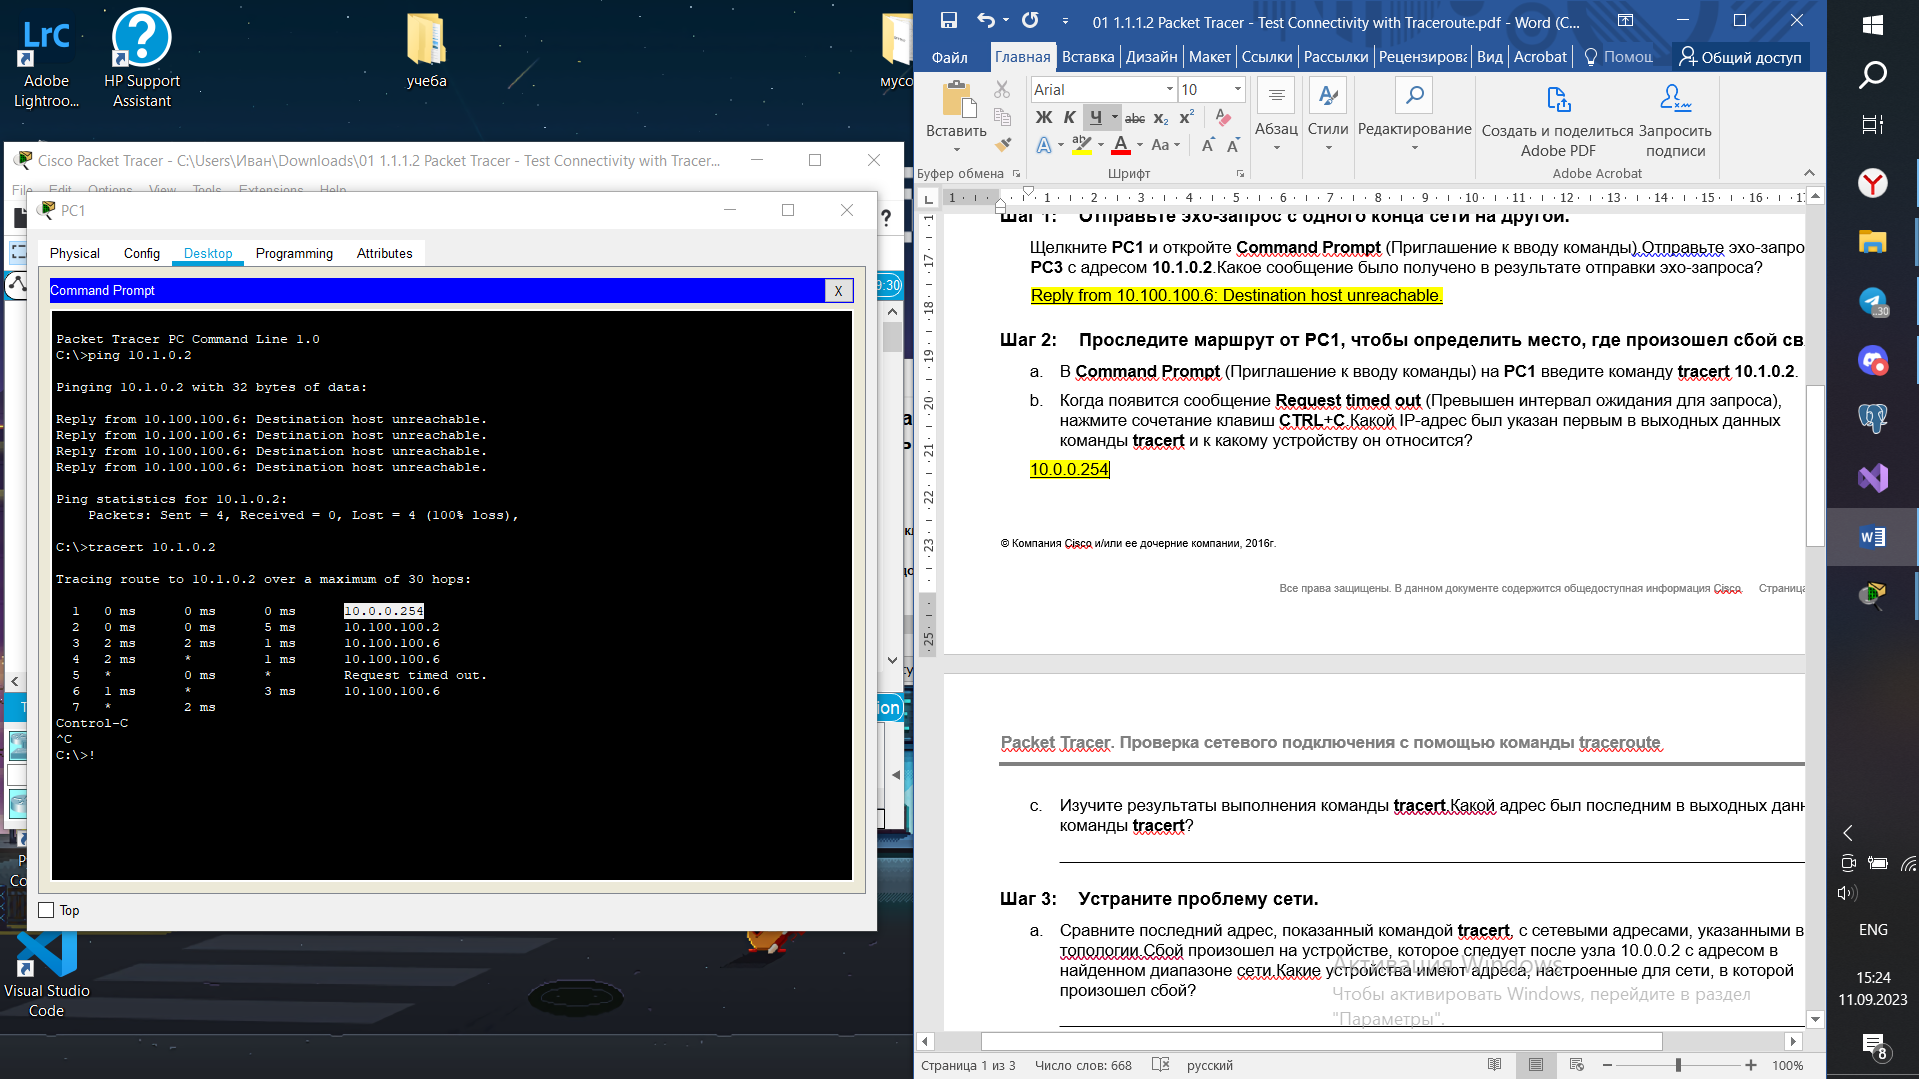 Adobe
Lightroo...
HP Support
Assistant
учеба
мусо
Cisco Packet Tracer - C:\Users\Иван\Downloads\01 1.1.1.2 Packet Tracer - Test Connectivity with Tracer...
File Edit Options View Tools Extensions Help
PC1
Physical Config Desktop Programming Attributes
Command Prompt X
Packet Tracer PC Command Line 1.0
C:\>ping 10.1.0.2
Pinging 10.1.0.2 with 32 bytes of data:
Reply from 10.100.100.6: Destination host unreachable.
Reply from 10.100.100.6: Destination host unreachable.
Reply from 10.100.100.6: Destination host unreachable.
Reply from 10.100.100.6: Destination host unreachable.
Ping statistics for 10.1.0.2:
Packets: Sent = 4, Received = 0, Lost = 4 (100% loss),
C:\>tracert 10.1.0.2
Tracing route to 10.1.0.2 over a maximum of 30 hops:
1 0 ms 0 ms 0 ms 10.0.0.254
2 0 ms 0 ms 5 ms 10.100.100.2
3 2 ms 2 ms 1 ms 10.100.100.6
4 2 ms * 1 ms 10.100.100.6
5 * 0 ms * Request timed out.
6 1 ms * 3 ms 10.100.100.6
7 * 2 ms
Control-C
^C
C:\>!
Top
Visual Studio
Code
01 1.1.1.2 Packet Tracer - Test Connectivity with Traceroute.pdf - Word (С...
Файл Главная Вставка Дизайн Макет Ссылки Рассылки Рецензирова Вид Acrobat Помощ Общий доступ
Вставить
Буфер обмена
Arial 10
Ж К Ч abc x₂ x²
Шрифт
Абзац Стили Редактирование
Создать и поделиться
Adobe PDF
Запросить
подписи
Adobe Acrobat
Шаг 1: Отправьте эхо-запрос с одного конца сети на другой.
Щелкните PC1 и откройте Command Prompt (Приглашение к вводу команды).Отправьте эхо-запро
PC3 с адресом 10.1.0.2.Какое сообщение было получено в результате отправки эхо-запроса?
Reply from 10.100.100.6: Destination host unreachable.
Шаг 2: Проследите маршрут от PC1, чтобы определить место, где произошел сбой св
a. В Command Prompt (Приглашение к вводу команды) на PC1 введите команду tracert 10.1.0.2.
b. Когда появится сообщение Request timed out (Превышен интервал ожидания для запроса),
нажмите сочетание клавиш CTRL+C.Какой IP-адрес был указан первым в выходных данных
команды tracert и к какому устройству он относится?
10.0.0.254
© Компания Cisco и/или ее дочерние компании, 2016г.
Все права защищены. В данном документе содержится общедоступная информация Cisco. Страница
Packet Tracer. Проверка сетевого подключения с помощью команды traceroute
c. Изучите результаты выполнения команды tracert.Какой адрес был последним в выходных данн
команды tracert?
Шаг 3: Устраните проблему сети.
a. Сравните последний адрес, показанный командой tracert, с сетевыми адресами, указанными в
топологии.Сбой произошел на устройстве, которое следует после узла 10.0.0.2 с адресом в
найденном диапазоне сети.Какие устройства имеют адреса, настроенные для сети, в которой
произошел сбой?
Активация Windows
Чтобы активировать Windows, перейдите в раздел
"Параметры".
Страница 1 из 3 Число слов: 668 русский 100%
ENG
15:24
11.09.2023
8